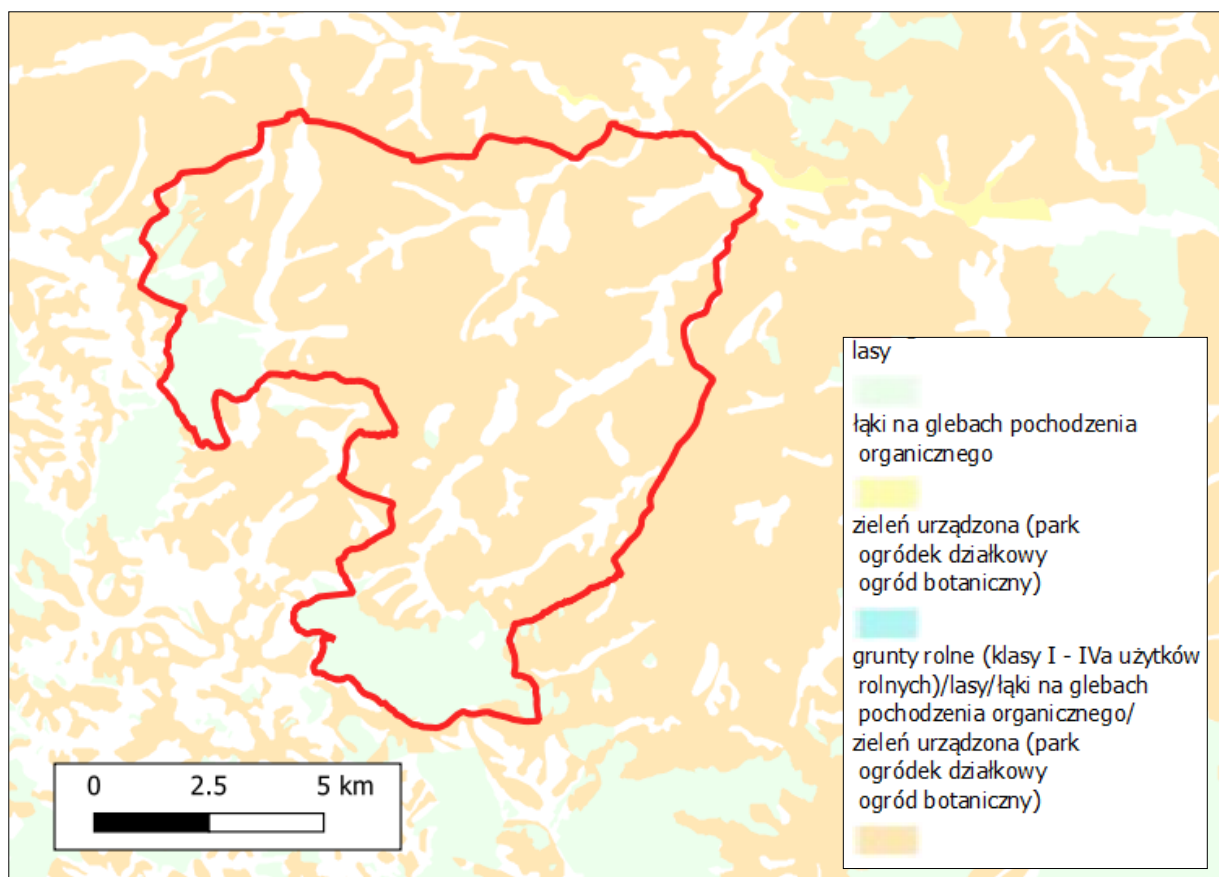 lasy
łąki na glebach pochodzenia
organicznego
zieleń urządzona (park
ogródek działkowy
ogród botaniczny)
grunty rolne (klasy I - IVa użytków
rolnych)/lasy/łąki na glebach
pochodzenia organicznego/
zieleń urządzona (park
ogródek działkowy
ogród botaniczny)
0 2.5 5 km